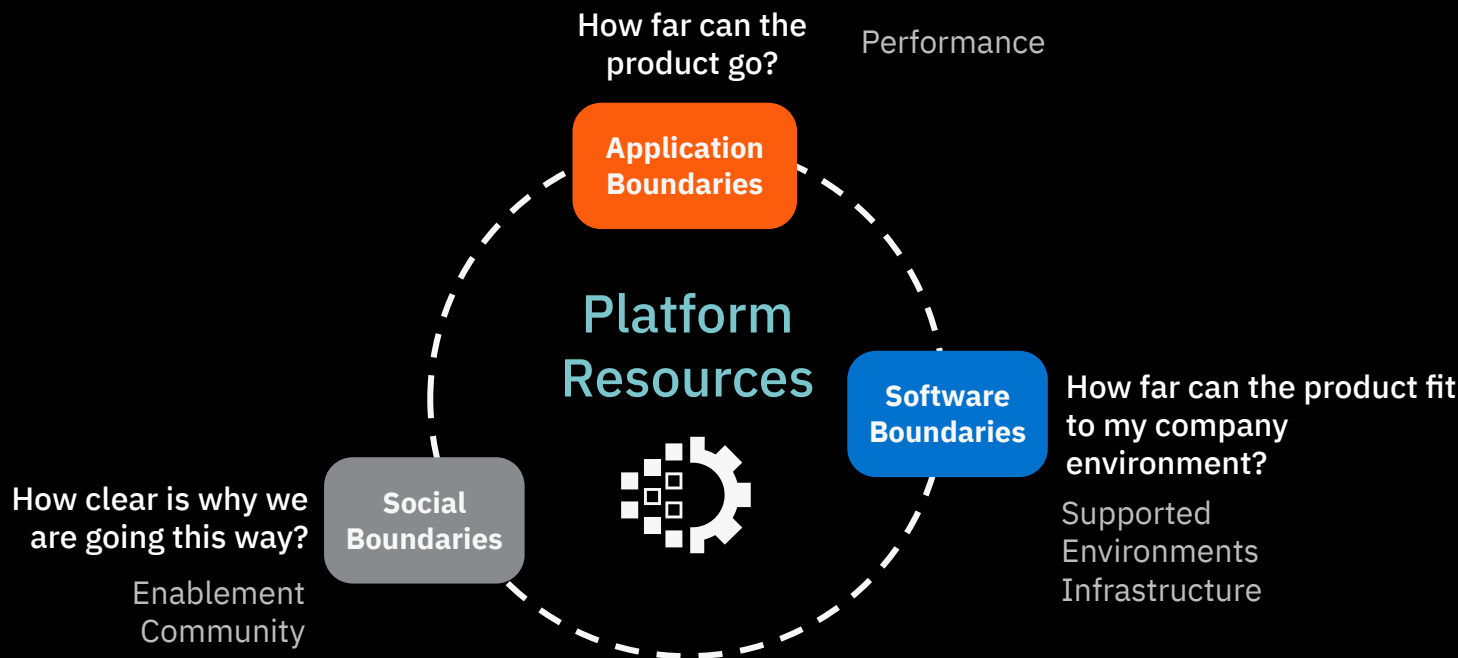 How far can the
product go?
Performance
Application
Boundaries
Platform
Resources
Software
Boundaries
How far can the product fit
to my company
environment?
Supported
Environments
Infrastructure
How clear is why we
are going this way?
Social
Boundaries
Enablement
Community